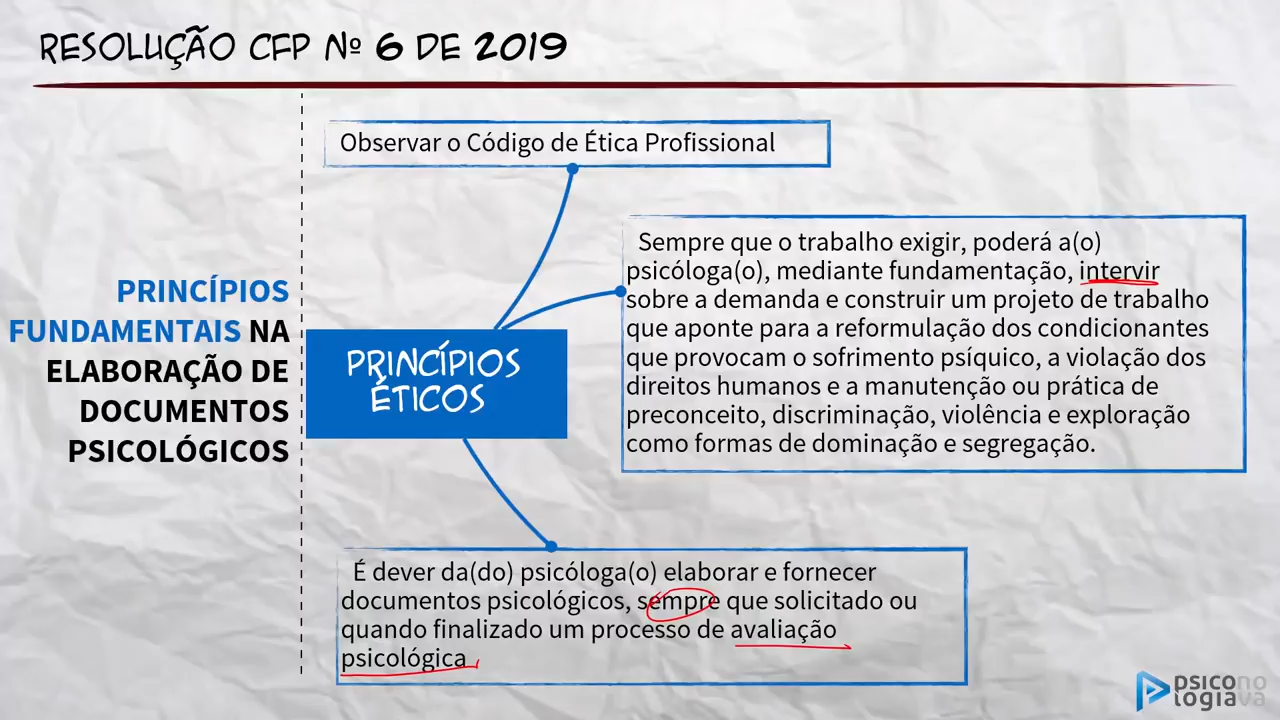 RESOLUÇÃO CFP Nº 6 DE 2019
Observar o Código de Ética Profissional
Sempre que o trabalho exigir, poderá a(o)
psicóloga(o), mediante fundamentação, intervir
sobre a demanda e construir um projeto de trabalho
que aponte para a reformulação dos condicionantes
que provocam o sofrimento psíquico, a violação dos
direitos humanos e a manutenção ou prática de
preconceito, discriminação, violência e exploração
como formas de dominação e segregação.
PRINCÍPIOS
FUNDAMENTAIS NA
ELABORAÇÃO DE
DOCUMENTOS
PSICOLÓGICOS
PRINCÍPIOS
ÉTICOS
É dever da(do) psicóloga(o) elaborar e fornecer
documentos psicológicos, sempre que solicitado ou
quando finalizado um processo de avaliação
psicológica
psicono
logiava